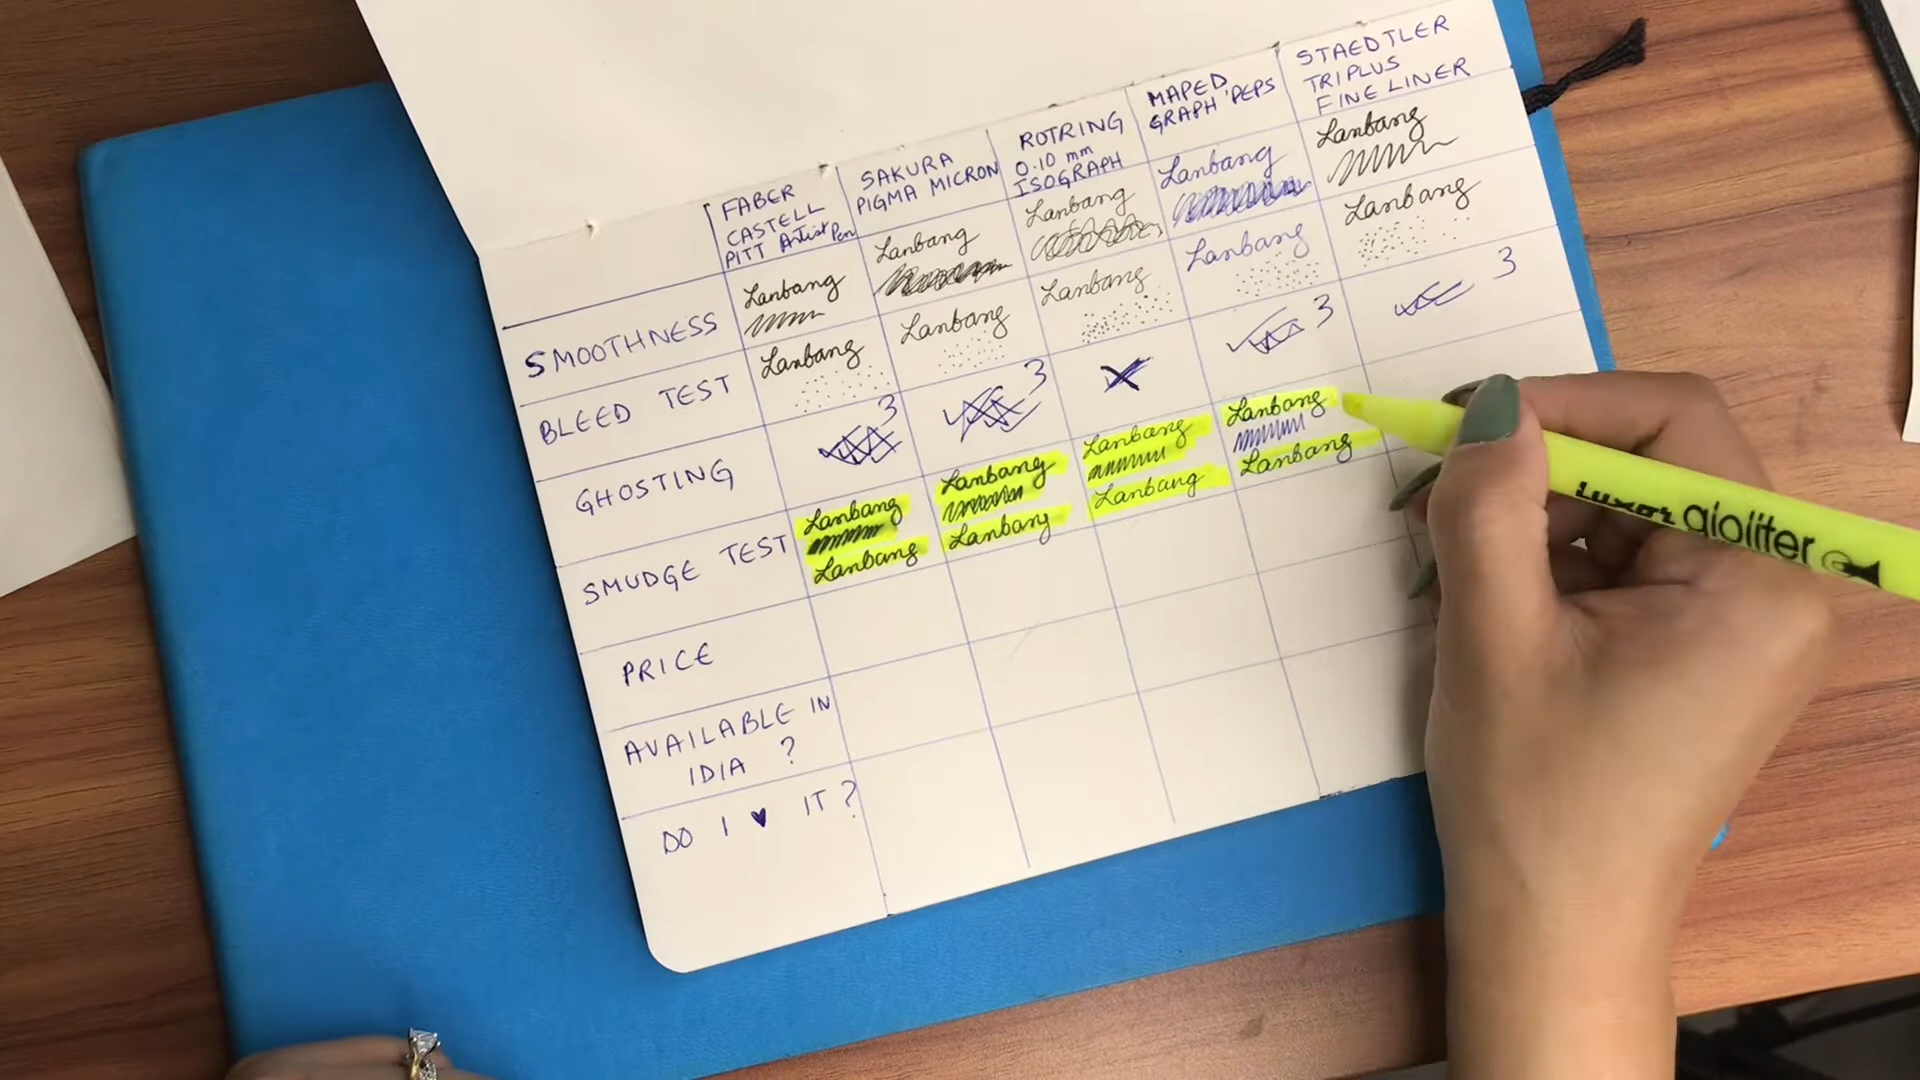 FABER
CASTELL
PITT Artist Pen
SAKURA
PIGMA MICRON
ROTRING
0.10 mm
ISOGRAPH
MAPED
GRAPH'PEPS
STAEDTLER
TRIPLUS
FINE LINER
SMOOTHNESS
Lanbang
Lanbang
Lanbang
Lanbang
Lanbang
BLEED TEST
Lanbang
Lanbang
Lanbang
Lanbang
Lanbang
GHOSTING
3
3
3
3
SMUDGE TEST
Lanbang
Lanbang
Lanbang
Lanbang
Lanbang
Lanbang
Lanbang
Lanbang
PRICE
AVAILABLE IN
IDIA ?
DO I ♥ IT ?
Luxor gioliter